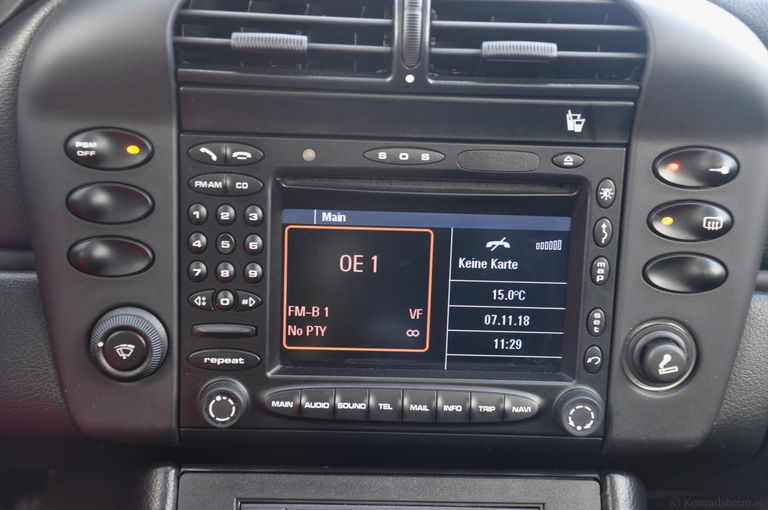 PSM
OFF
S O S
FM·AM CD
1 2 3
4 5 6
7 8 9
0 #
repeat
Main
OE 1
FM-B 1 VF
No PTY ∞
Keine Karte
15.0°C
07.11.18
11:29
map
Set
MAIN AUDIO SOUND TEL MAIL INFO TRIP NAVI
© Konradsheim.at